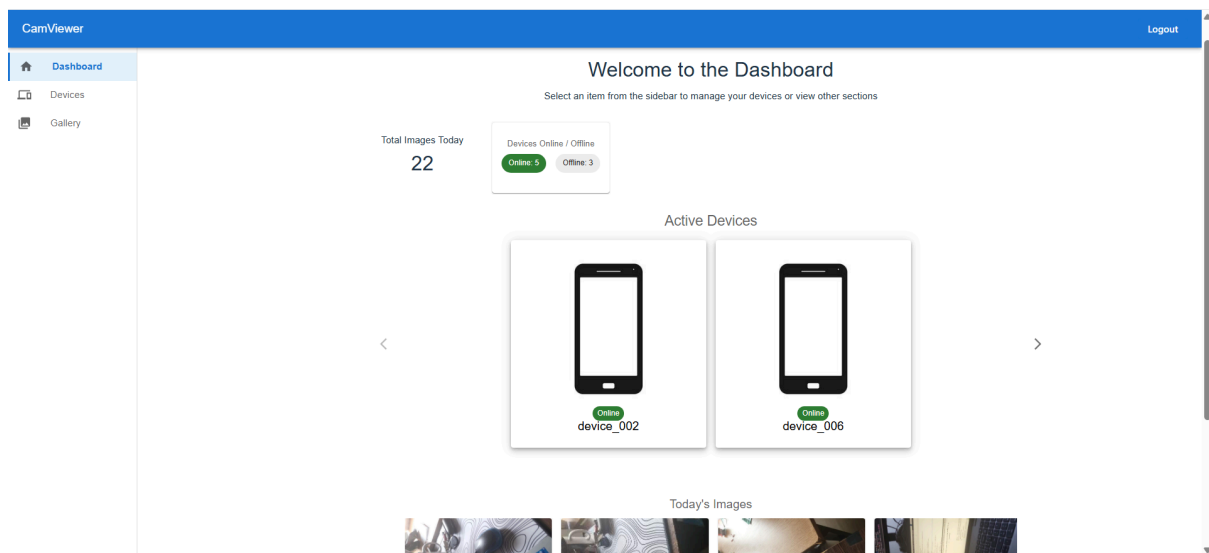 CamViewer
Logout
Dashboard
Devices
Gallery
Welcome to the Dashboard
Select an item from the sidebar to manage your devices or view other sections
Total Images Today
22
Devices Online / Offline
Online: 5
Offline: 3
Active Devices
Online
device_002
Online
device_006
Today's Images